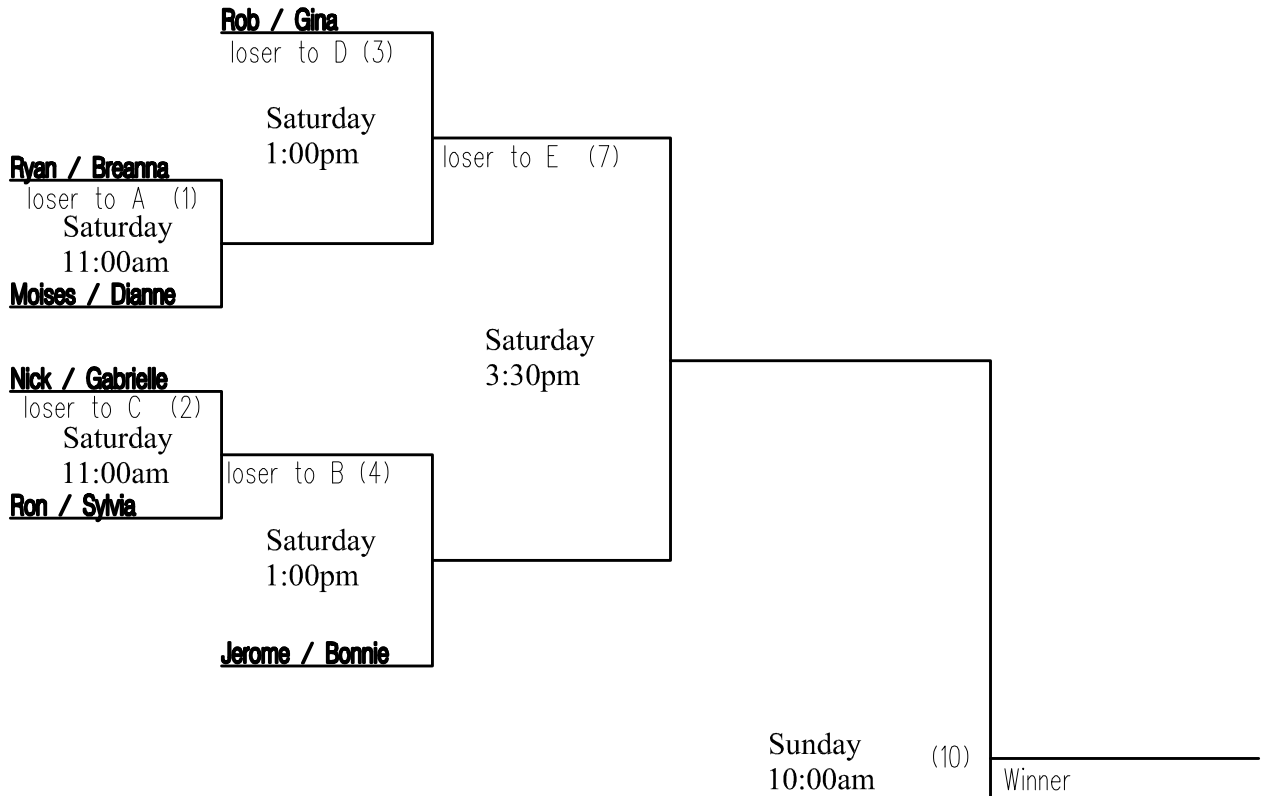 Rob / Gina
loser to D (3)
Saturday
1:00pm
loser to E (7)
Ryan / Breanna
loser to A (1)
Saturday
11:00am
Moises / Dianne
Saturday
3:30pm
Nick / Gabrielle
loser to C (2)
Saturday
11:00am
Ron / Sylvia
loser to B (4)
Saturday
1:00pm
Jerome / Bonnie
Sunday
10:00am
(10)
Winner